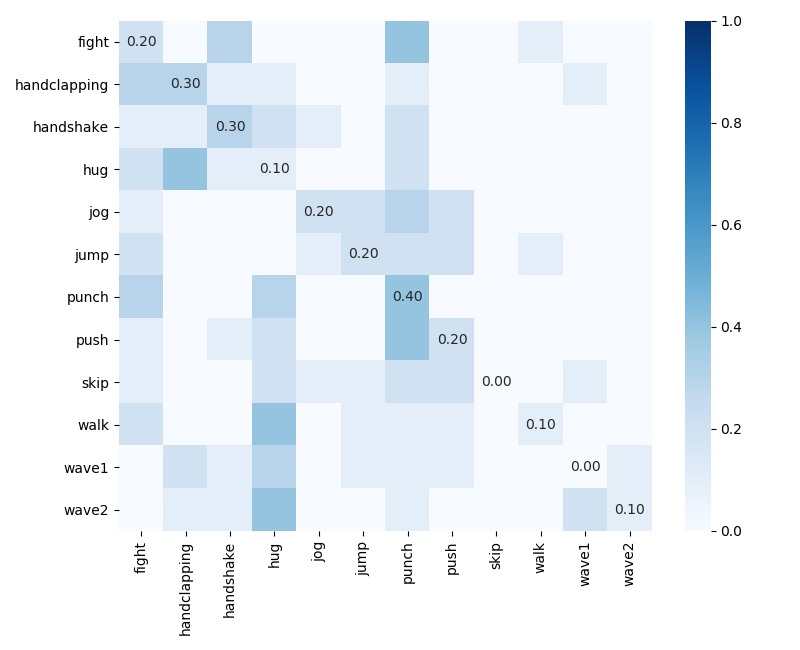 fight 0.20
handclapping 0.30
handshake 0.30
hug 0.10
jog 0.20
jump 0.20
punch 0.40
push 0.20
skip 0.00
walk 0.10
wave1 0.00
wave2 0.10
fight
handclapping
handshake
hug
jog
jump
punch
push
skip
walk
wave1
wave2
1.0
0.8
0.6
0.4
0.2
0.0